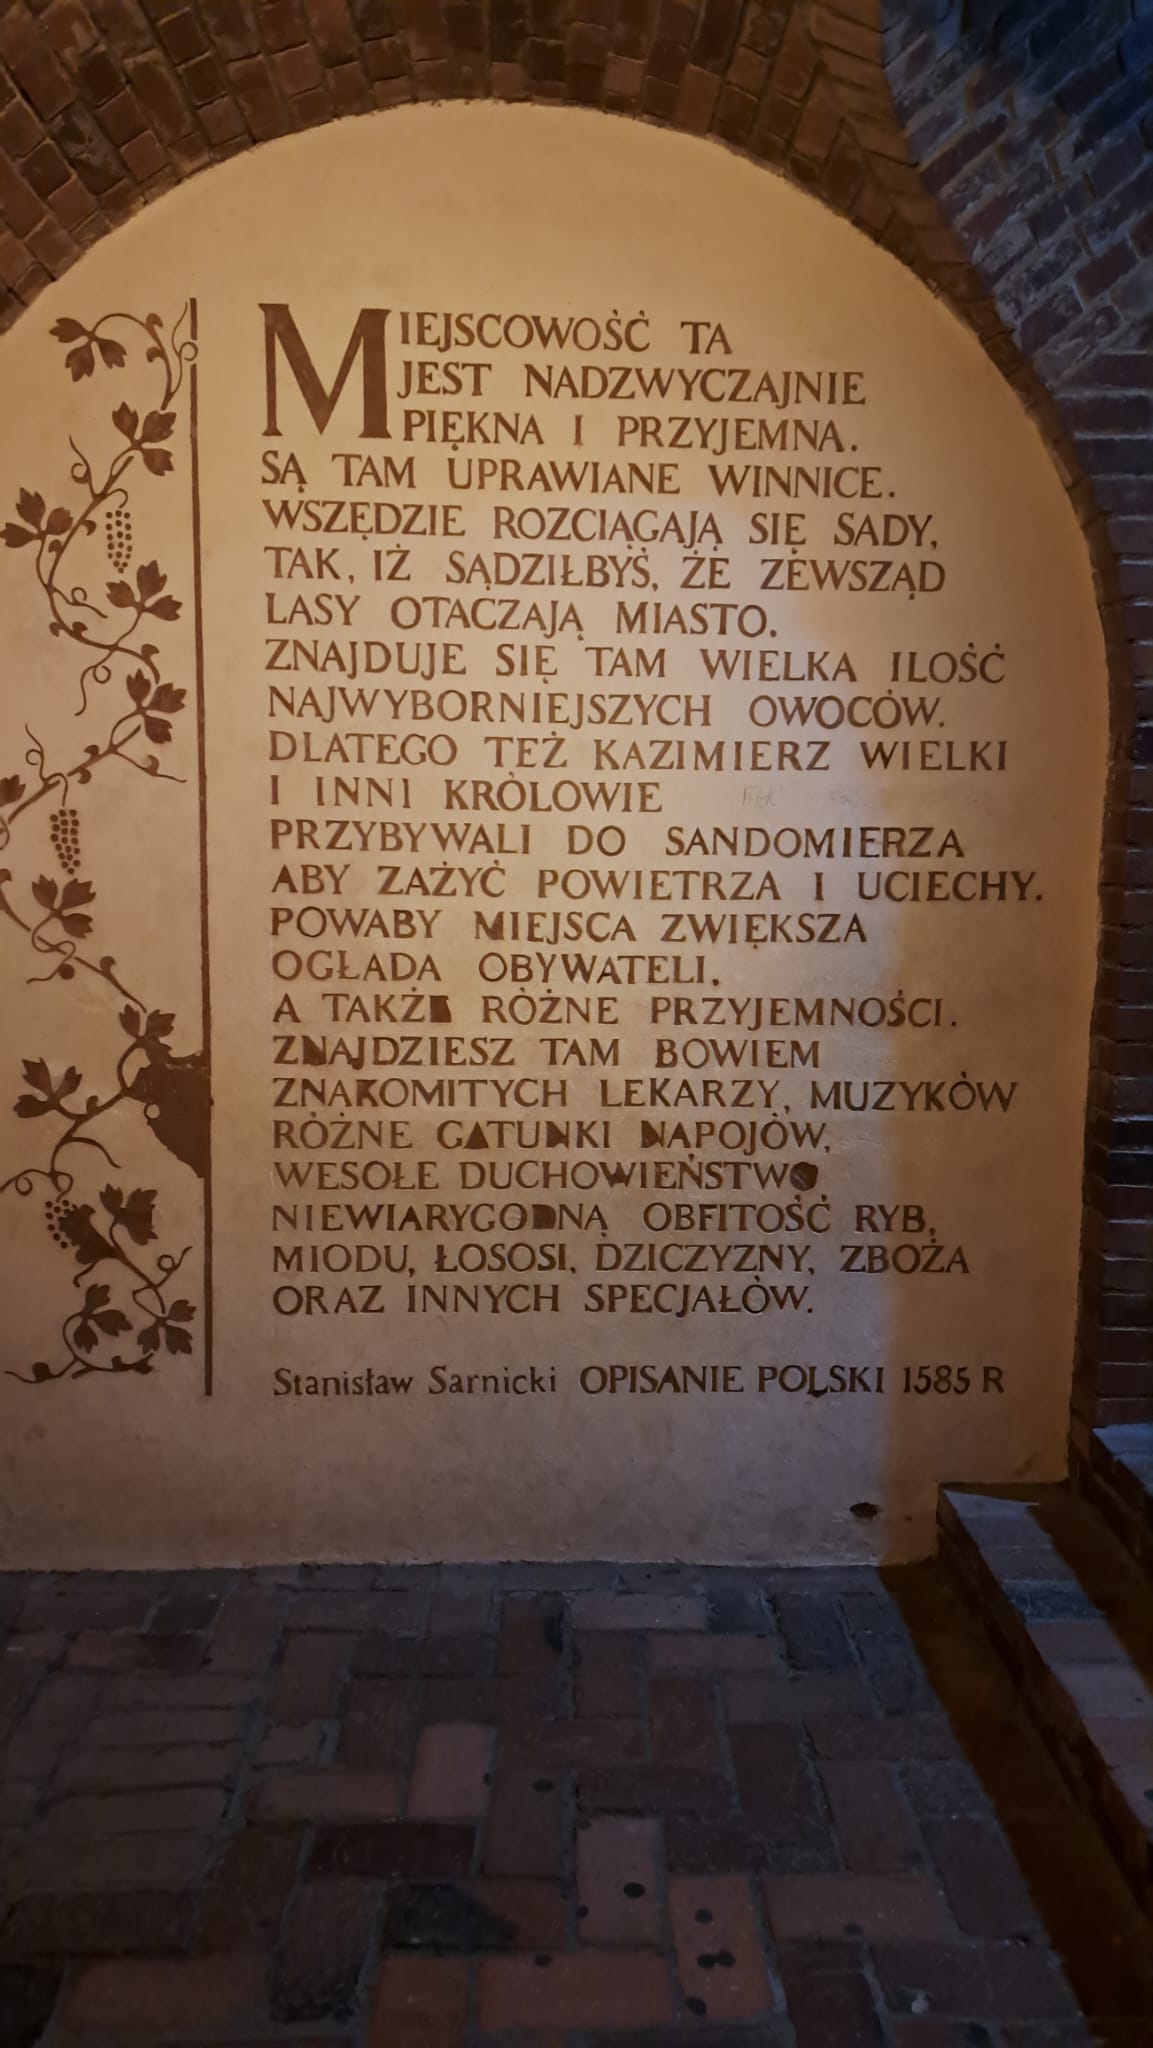 MIEJSCOWOŚĆ TA
JEST NADZWYCZAJNIE
PIĘKNA I PRZYJEMNA.
SĄ TAM UPRAWIANE WINNICE.
WSZĘDZIE ROZCIĄGAJĄ SIĘ SADY,
TAK, IŻ SĄDZIŁBYŚ, ŻE ZEWSZĄD
LASY OTACZAJĄ MIASTO.
ZNAJDUJE SIĘ TAM WIELKA ILOŚĆ
NAJWYBORNIEJSZYCH OWOCÓW.
DLATEGO TEŻ KAZIMIERZ WIELKI
I INNI KRÓLOWIE
PRZYBYWALI DO SANDOMIERZA
ABY ZAŻYĆ POWIETRZA I UCIECHY.
POWABY MIEJSCA ZWIĘKSZA
OGŁADA OBYWATELI.
A TAKŻE RÓŻNE PRZYJEMNOŚCI.
ZNAJDZIESZ TAM BOWIEM
ZNAKOMITYCH LEKARZY, MUZYKÓW
RÓŻNE GATUNKI NAPOJÓW,
WESOŁE DUCHOWIEŃSTWO
NIEWIARYGODNĄ OBFITOŚĆ RYB,
MIODU, ŁOSOSI, DZICZYZNY, ZBOŻA
ORAZ INNYCH SPECJAŁÓW.
Stanisław Sarnicki OPISANIE POLSKI 1585 R